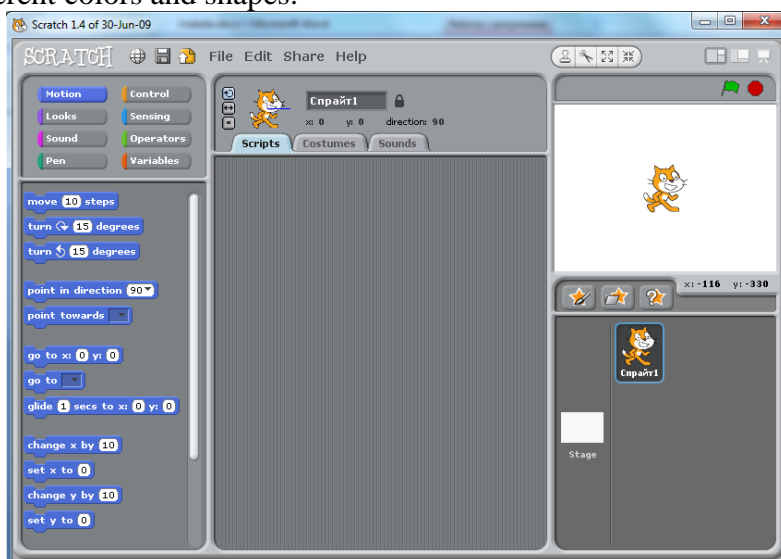 erent colors and shapes.
Scratch 1.4 of 30-Jun-09
SCRATCH File Edit Share Help
Motion Control
Looks Sensing
Sound Operators
Pen Variables
Спрайт1
x: 0 y: 0 direction: 90
Scripts Costumes Sounds
move 10 steps
turn 15 degrees
turn 15 degrees
point in direction 90
point towards
go to x: 0 y: 0
go to
glide 1 secs to x: 0 y: 0
change x by 10
set x to 0
change y by 10
set y to 0
x: -116 y: -330
?
Спрайт1
Stage